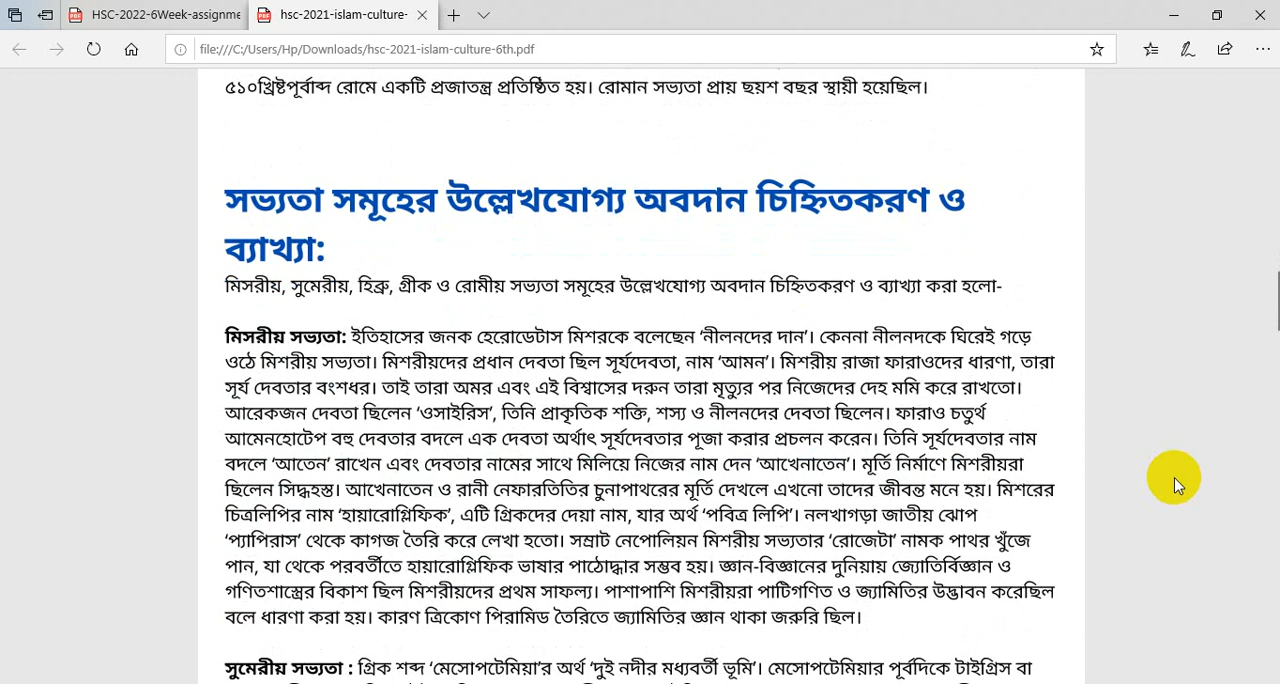 HSC-2022-6Week-assignme
hsc-2021-islam-culture-
file:///C:/Users/Hp/Downloads/hsc-2021-islam-culture-6th.pdf
৫১০খ্রিষ্টপূর্বাব্দ রোমে একটি প্রজাতন্ত্র প্রতিষ্ঠিত হয়। রোমান সভ্যতা প্রায় ছয়শ বছর স্থায়ী হয়েছিল।
সভ্যতা সমূহের উল্লেখযোগ্য অবদান চিহ্নিতকরণ ও
ব্যাখ্যা:
মিসরীয়, সুমেরীয়, হিব্রু, গ্রীক ও রোমীয় সভ্যতা সমূহের উল্লেখযোগ্য অবদান চিহ্নিতকরণ ও ব্যাখ্যা করা হলো-
মিসরীয় সভ্যতা: ইতিহাসের জনক হেরোডেটাস মিশরকে বলেছেন ‘নীলনদের দান’। কেননা নীলনদকে ঘিরেই গড়ে
ওঠে মিশরীয় সভ্যতা। মিশরীয়দের প্রধান দেবতা ছিল সূর্যদেবতা, নাম ‘আমন’। মিশরীয় রাজা ফারাওদের ধারণা, তারা
সূর্য দেবতার বংশধর। তাই তারা অমর এবং এই বিশ্বাসের দরুন তারা মৃত্যুর পর নিজেদের দেহ মমি করে রাখতো।
আরেকজন দেবতা ছিলেন ‘ওসাইরিস’, তিনি প্রাকৃতিক শক্তি, শস্য ও নীলনদের দেবতা ছিলেন। ফারাও চতুর্থ
আমেনহোটেপ বহু দেবতার বদলে এক দেবতা অর্থাৎ সূর্যদেবতার পূজা করার প্রচলন করেন। তিনি সূর্যদেবতার নাম
বদলে ‘আতেন’ রাখেন এবং দেবতার নামের সাথে মিলিয়ে নিজের নাম দেন ‘আখেনাতেন’। মূর্তি নির্মাণে মিশরীয়রা
ছিলেন সিদ্ধহস্ত। আখেনাতেন ও রানী নেফারতিতির চুনাপাথরের মূর্তি দেখলে এখনো তাদের জীবন্ত মনে হয়। মিশরের
চিত্রলিপির নাম ‘হায়ারোগ্লিফিক’, এটি গ্রিকদের দেয়া নাম, যার অর্থ ‘পবিত্র লিপি’। নলখাগড়া জাতীয় ঝোপ
‘প্যাপিরাস’ থেকে কাগজ তৈরি করে লেখা হতো। সম্রাট নেপোলিয়ন মিশরীয় সভ্যতার ‘রোজেটা’ নামক পাথর খুঁজে
পান, যা থেকে পরবর্তীতে হায়ারোগ্লিফিক ভাষার পাঠোদ্ধার সম্ভব হয়। জ্ঞান-বিজ্ঞানের দুনিয়ায় জ্যোতির্বিজ্ঞান ও
গণিতশাস্ত্রের বিকাশ ছিল মিশরীয়দের প্রথম সাফল্য। পাশাপাশি মিশরীয়রা পাটিগণিত ও জ্যামিতির উদ্ভাবন করেছিল
বলে ধারণা করা হয়। কারণ ত্রিকোণ পিরামিড তৈরিতে জ্যামিতির জ্ঞান থাকা জরুরি ছিল।
সুমেরীয় সভ্যতা : গ্রিক শব্দ ‘মেসোপটেমিয়া’র অর্থ ‘দুই নদীর মধ্যবর্তী ভূমি’। মেসোপটেমিয়ার পূর্বদিকে টাইগ্রিস বা